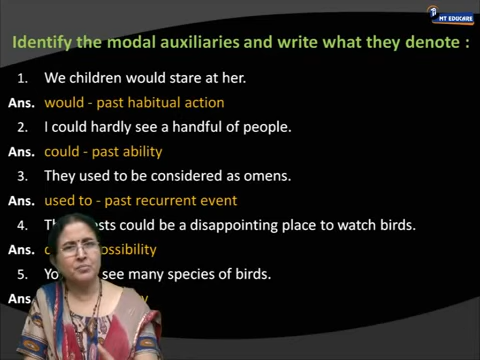 MT EDUCARE
Identify the modal auxiliaries and write what they denote :
1. We children would stare at her.
Ans. would - past habitual action
2. I could hardly see a handful of people.
Ans. could - past ability
3. They used to be considered as omens.
Ans. used to - past recurrent event
4. could be a disappointing place to watch birds.
Ans.
5. see many species of birds.
Ans.